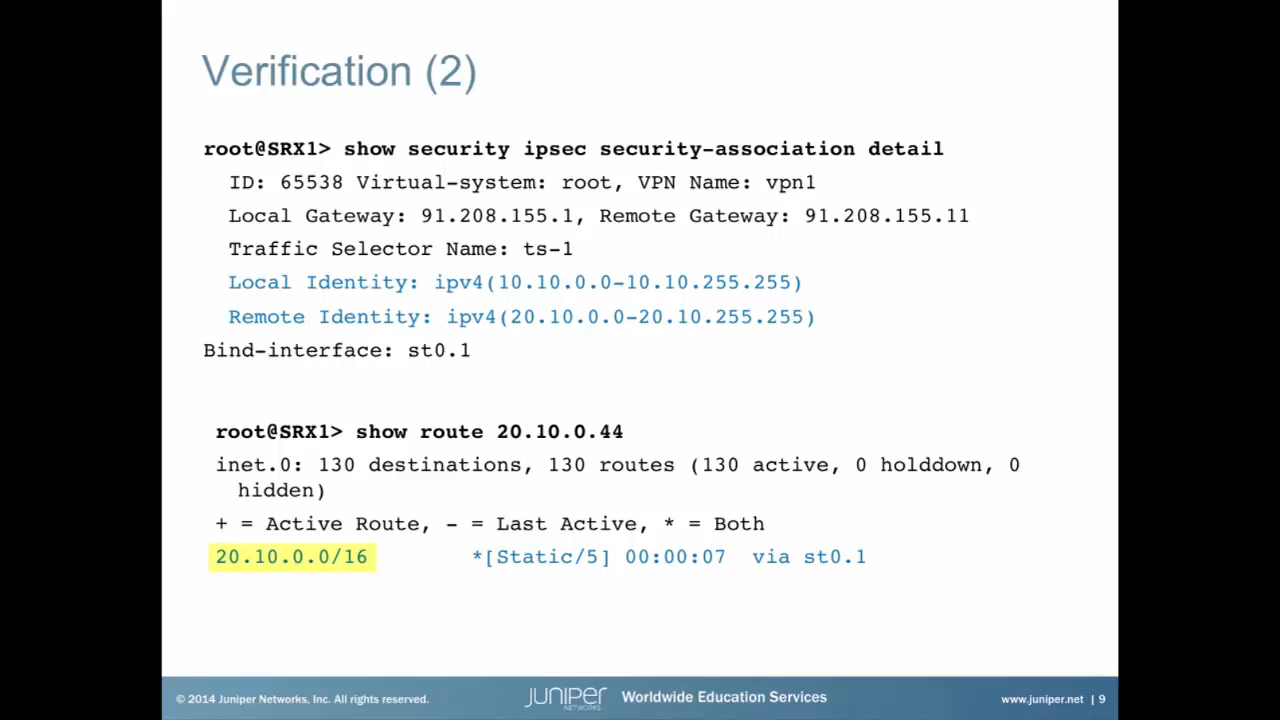 Verification (2)
root@SRX1> show security ipsec security-association detail
ID: 65538 Virtual-system: root, VPN Name: vpn1
Local Gateway: 91.208.155.1, Remote Gateway: 91.208.155.11
Traffic Selector Name: ts-1
Local Identity: ipv4(10.10.0.0-10.10.255.255)
Remote Identity: ipv4(20.10.0.0-20.10.255.255)
Bind-interface: st0.1
root@SRX1> show route 20.10.0.44
inet.0: 130 destinations, 130 routes (130 active, 0 holddown, 0
hidden)
+ = Active Route, - = Last Active, * = Both
20.10.0.0/16 *[Static/5] 00:00:07 via st0.1
© 2014 Juniper Networks, Inc. All rights reserved.
JUNIPER
NETWORKS
Worldwide Education Services
www.juniper.net | 9